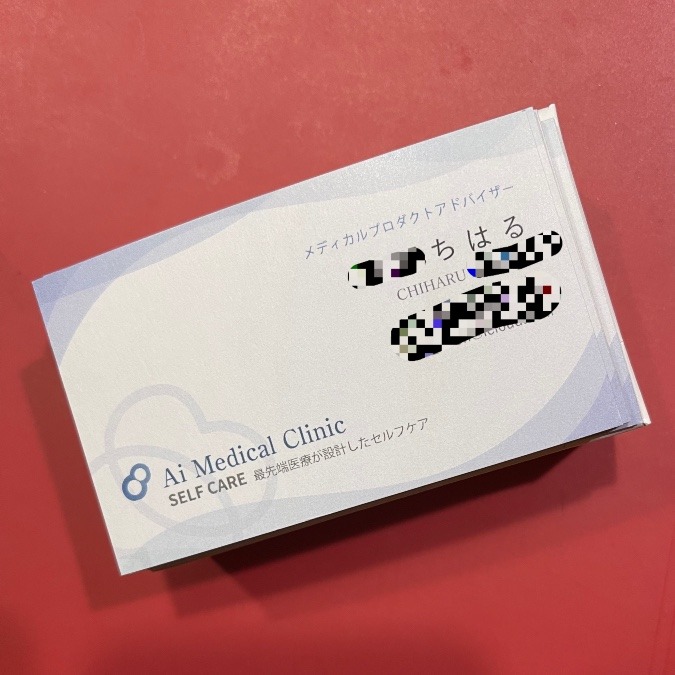 メディカルプロダクトアドバイザー
ちはる
CHIHARU
Ai Medical Clinic
SELF CARE 最先端医療が設計したセルフケア